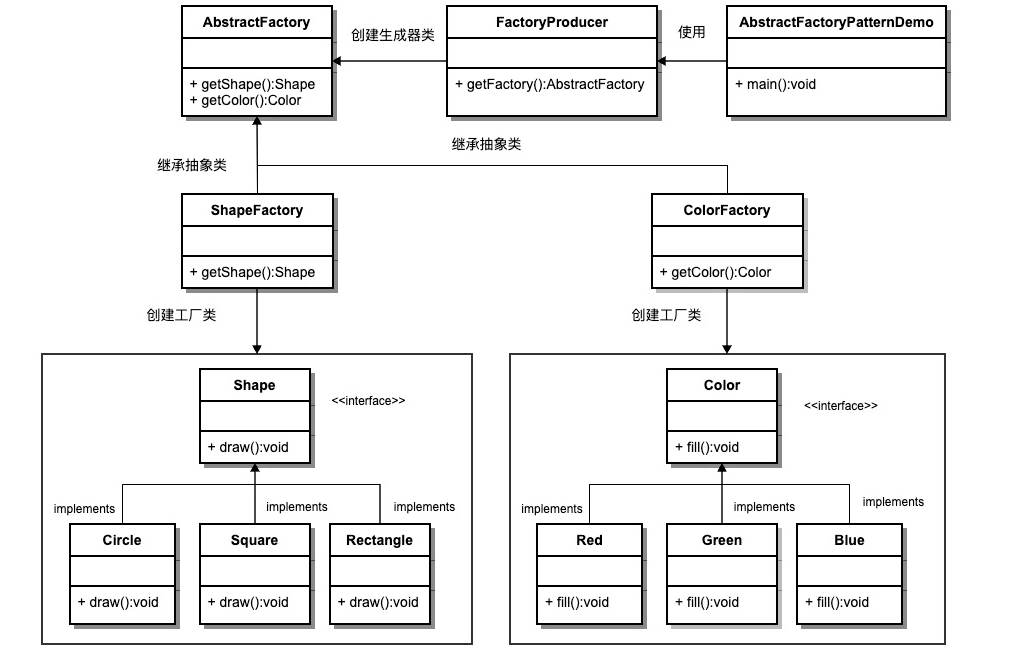 AbstractFactory
+ getShape():Shape
+ getColor():Color
创建生成器类
FactoryProducer
+ getFactory():AbstractFactory
使用
AbstractFactoryPatternDemo
+ main():void
继承抽象类
继承抽象类
ShapeFactory
+ getShape():Shape
ColorFactory
+ getColor():Color
创建工厂类
创建工厂类
Shape
+ draw():void
<<interface>>
implements
implements
implements
Circle
+ draw():void
Square
+ draw():void
Rectangle
+ draw():void
Color
+ fill():void
<<interface>>
implements
implements
implements
Red
+ fill():void
Green
+ fill():void
Blue
+ fill():void